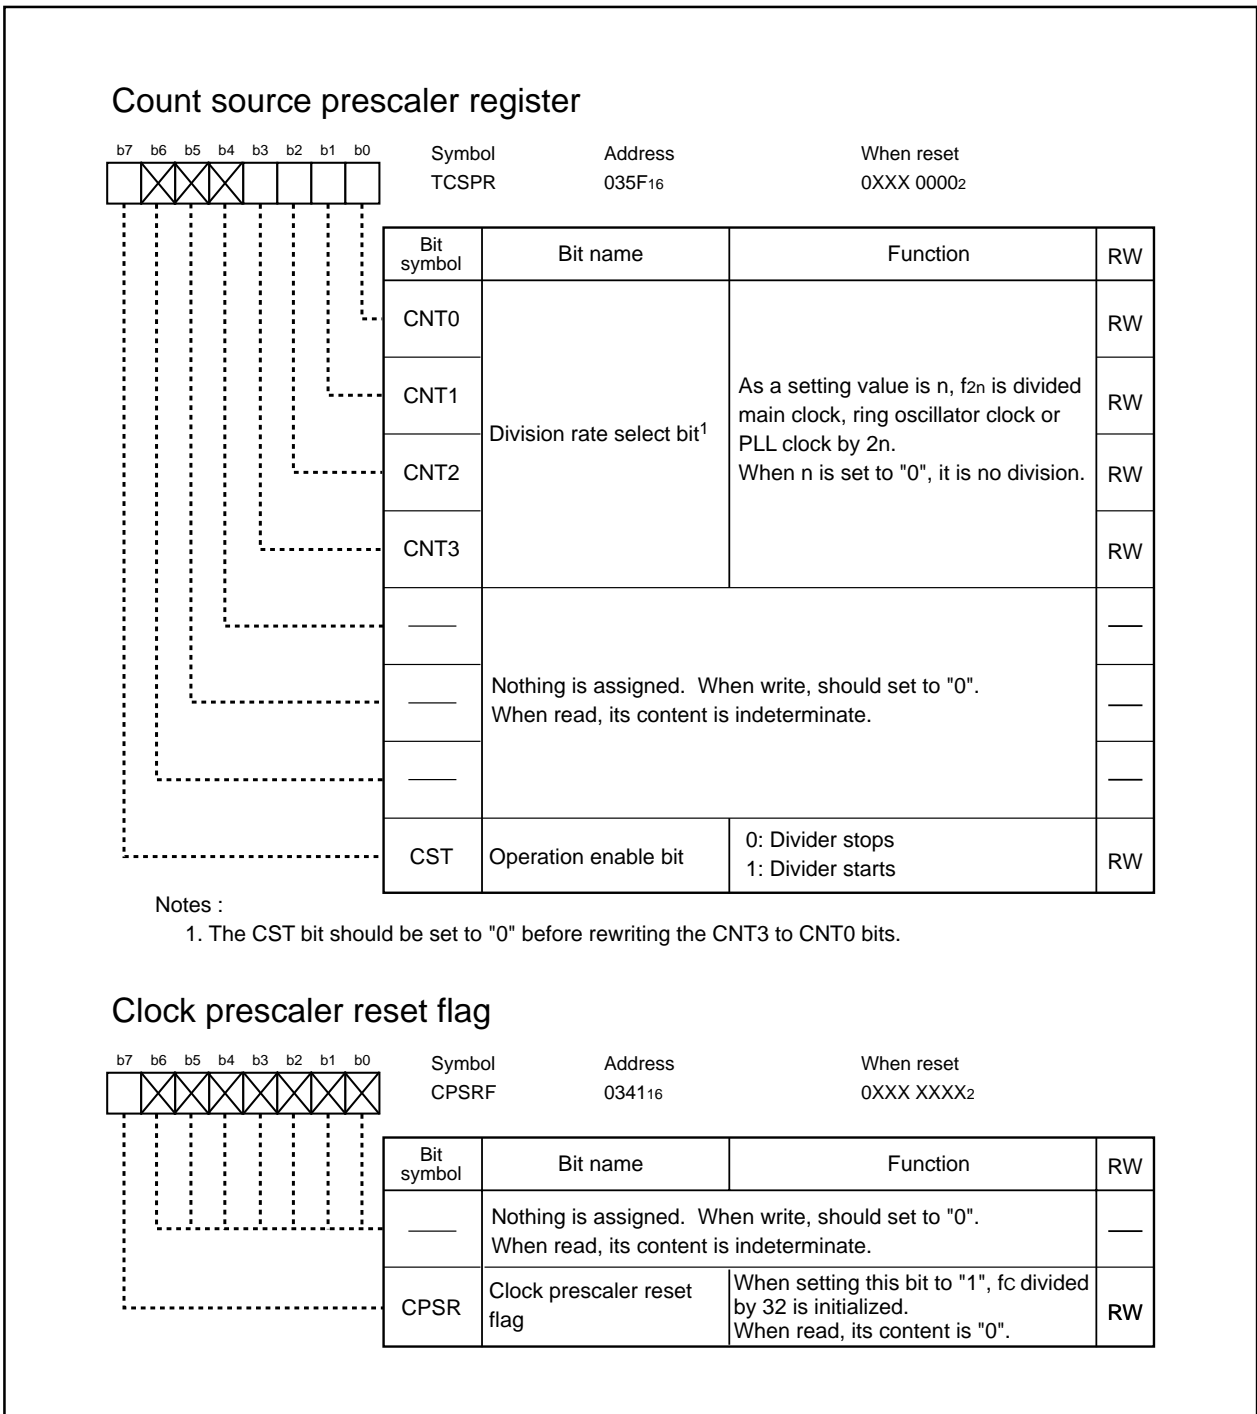 Count source prescaler register
b7 b6 b5 b4 b3 b2 b1 b0
Symbol Address When reset
TCSPR 035F16 0XXX 00002
Bit symbol Bit name Function RW
CNT0 RW
CNT1 RW
CNT2 RW
CNT3 RW
Division rate select bit1
As a setting value is n, f2n is divided
main clock, ring oscillator clock or
PLL clock by 2n.
When n is set to "0", it is no division.
Nothing is assigned. When write, should set to "0".
When read, its content is indeterminate.
CST Operation enable bit 0: Divider stops RW
1: Divider starts
Notes :
1. The CST bit should be set to "0" before rewriting the CNT3 to CNT0 bits.
Clock prescaler reset flag
b7 b6 b5 b4 b3 b2 b1 b0
Symbol Address When reset
CPSRF 034116 0XXX XXXX2
Bit symbol Bit name Function RW
Nothing is assigned. When write, should set to "0".
When read, its content is indeterminate.
CPSR Clock prescaler reset flag RW
When setting this bit to "1", fC divided
by 32 is initialized.
When read, its content is "0".